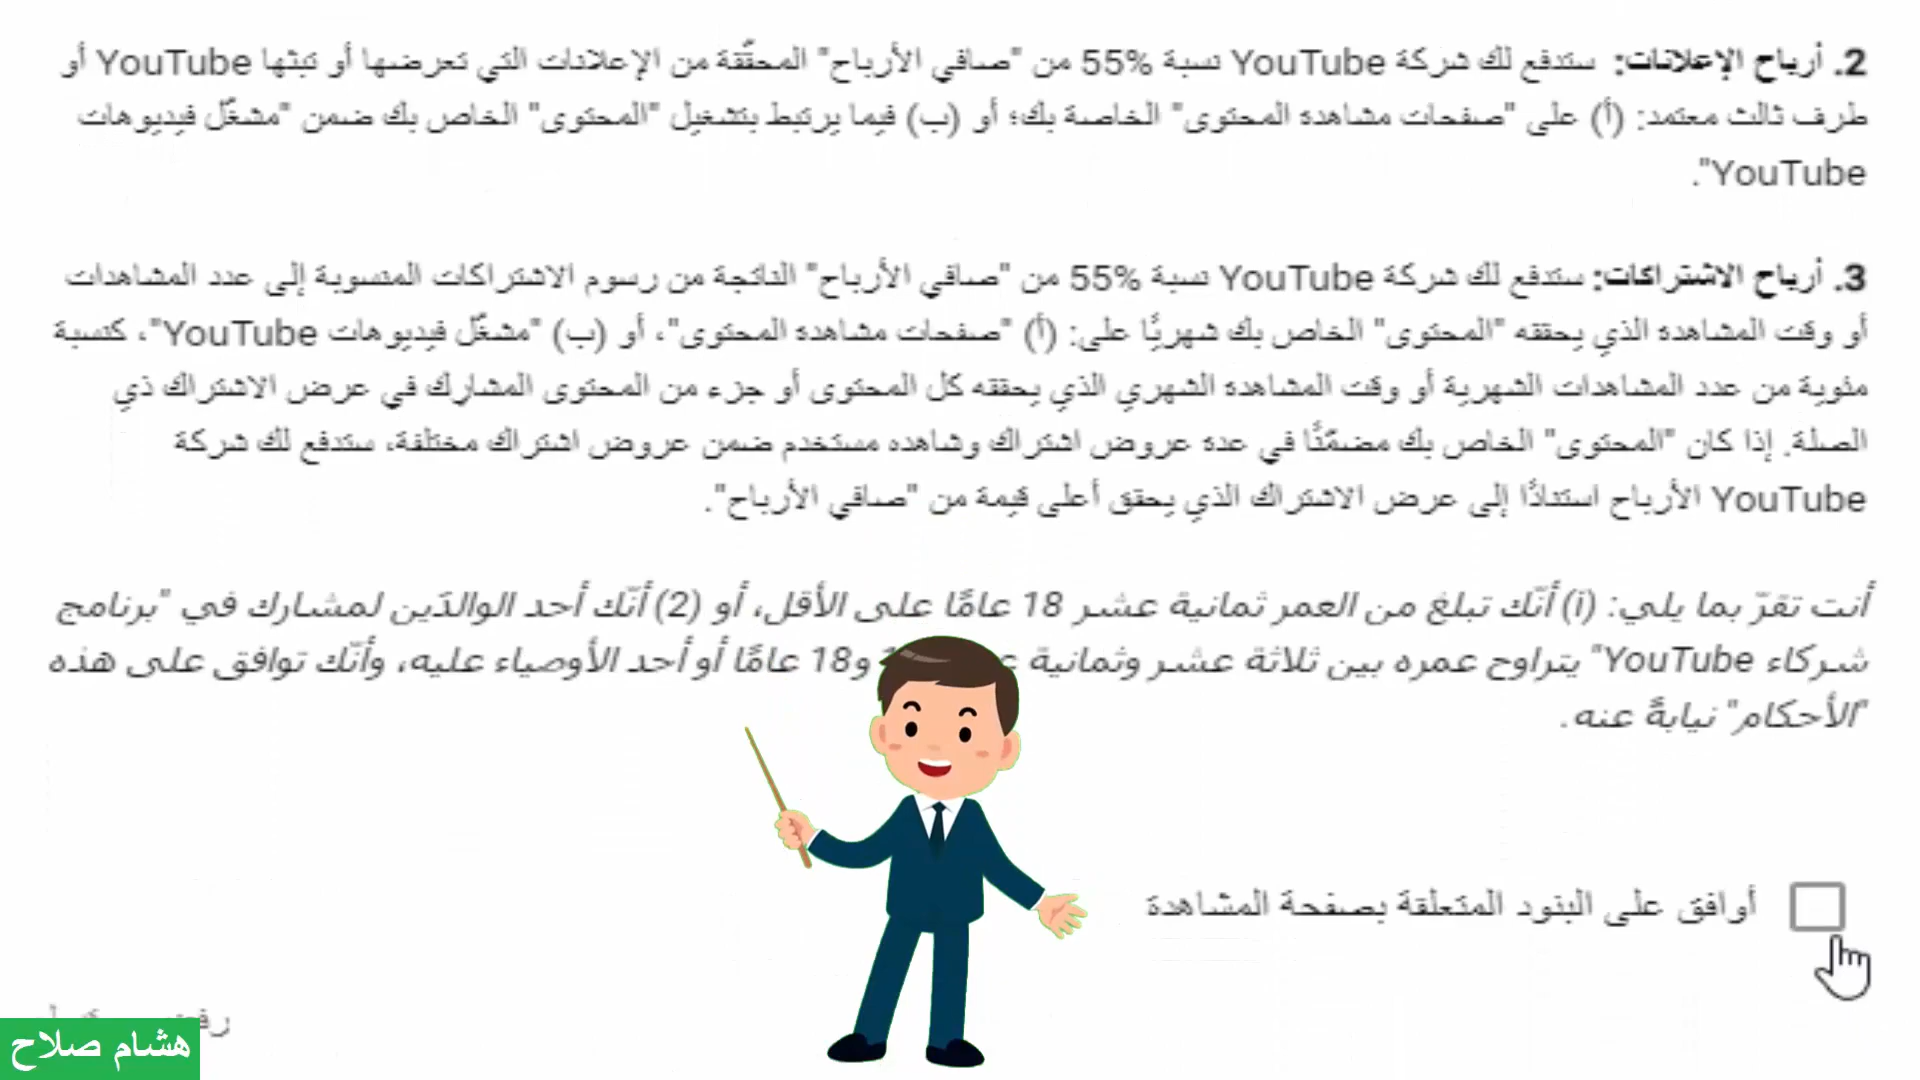 2. أرباح الإعلانات: ستدفع لك شركة YouTube نسبة 55% من "صافي الأرباح" المحقّقة من الإعلانات التي تعرضها أو تبثها YouTube أو
طرف ثالث معتمد: (أ) على "صفحات مشاهدة المحتوى" الخاصة بك؛ أو (ب) فيما يرتبط بتشغيل "المحتوى" الخاص بك ضمن "مشغّل فيديوهات
YouTube".
3. أرباح الاشتراكات: ستدفع لك شركة YouTube نسبة 55% من "صافي الأرباح" الناتجة من رسوم الاشتراكات المنسوبة إلى عدد المشاهدات
أو وقت المشاهدة الذي يحققه "المحتوى" الخاص بك شهريًا على: (أ) "صفحات مشاهدة المحتوى"، أو (ب) "مشغّل فيديوهات YouTube"، كنسبة
مئوية من عدد المشاهدات الشهرية أو وقت المشاهدة الشهري الذي يحققه كل المحتوى أو جزء من المحتوى المشارك في عرض الاشتراك ذي
الصلة. إذا كان "المحتوى" الخاص بك مضمّنًا في عدة عروض اشتراك وشاهده مستخدم ضمن عروض اشتراك مختلفة، ستدفع لك شركة
YouTube الأرباح استنادًا إلى عرض الاشتراك الذي يحقق أعلى قيمة من "صافي الأرباح".
أنت تقرّ بما يلي: (i) أنّك تبلغ من العمر ثمانية عشر 18 عامًا على الأقل، أو (2) أنّك أحد الوالدَين لمشارك في "برنامج
شركاء YouTube" يتراوح عمره بين ثلاثة عشر وثمانية و18 عامًا أو أحد الأوصياء عليه، وأنّك توافق على هذه
"الأحكام" نيابةً عنه.
أوافق على البنود المتعلقة بصفحة المشاهدة
هشام صلاح